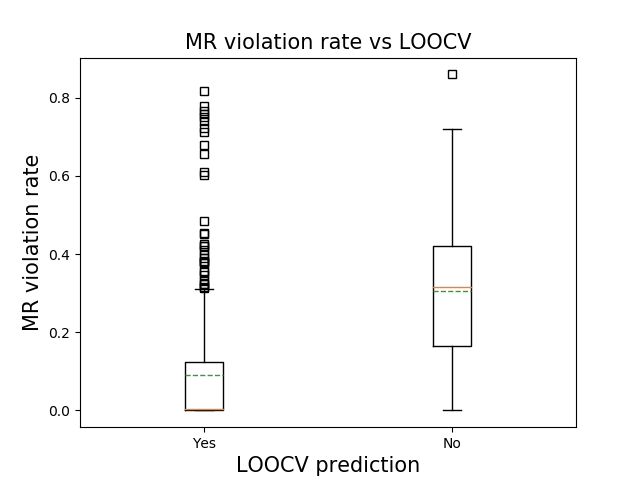 MR violation rate vs LOOCV
MR violation rate
0.8
0.6
0.4
0.2
0.0
Yes
No
LOOCV prediction